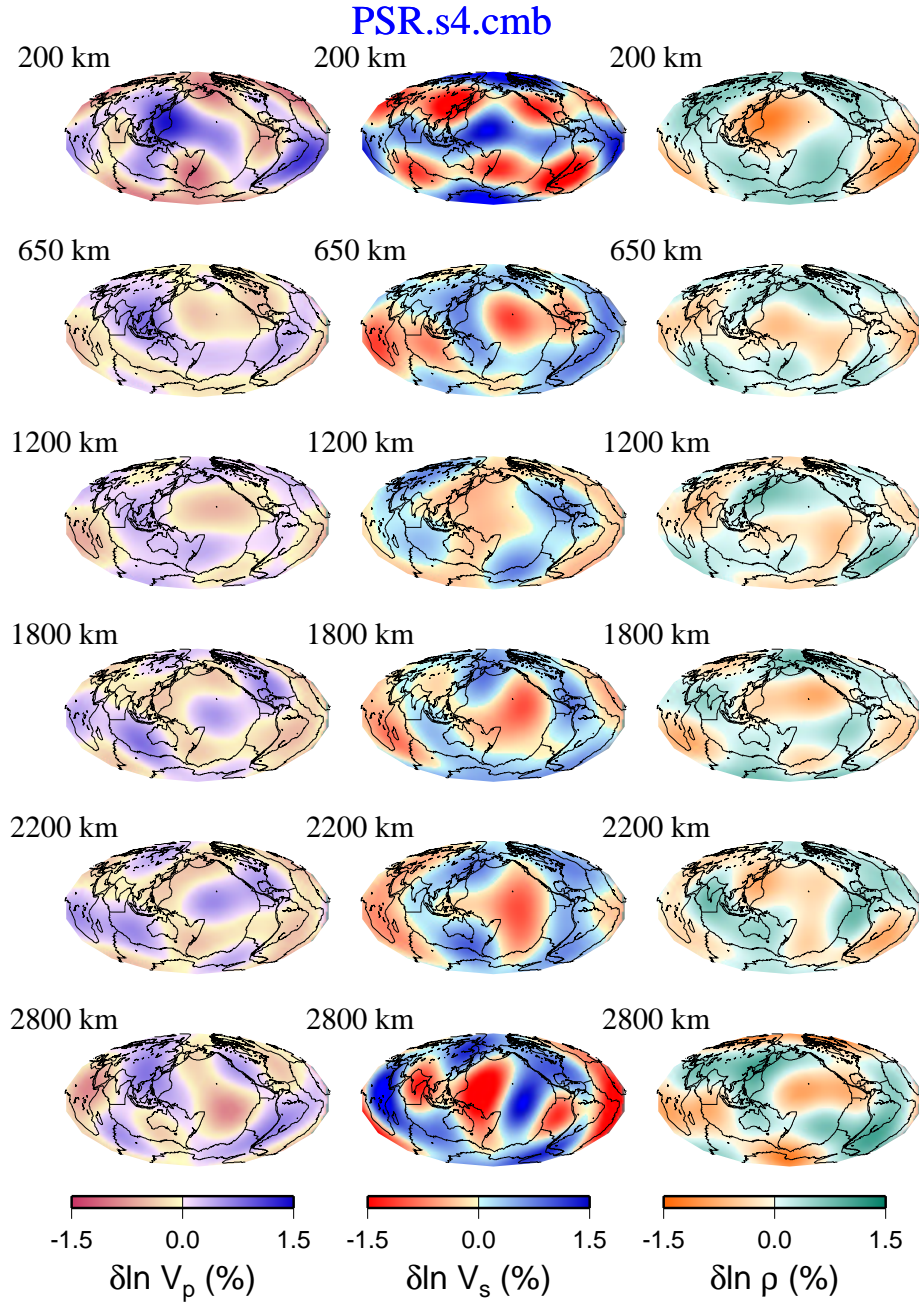 PSR.s4.cmb
200 km 200 km 200 km
650 km 650 km 650 km
1200 km 1200 km 1200 km
1800 km 1800 km 1800 km
2200 km 2200 km 2200 km
2800 km 2800 km 2800 km
-1.5 0.0 1.5 -1.5 0.0 1.5 -1.5 0.0 1.5
δln Vp (%) δln Vs (%) δln ρ (%)